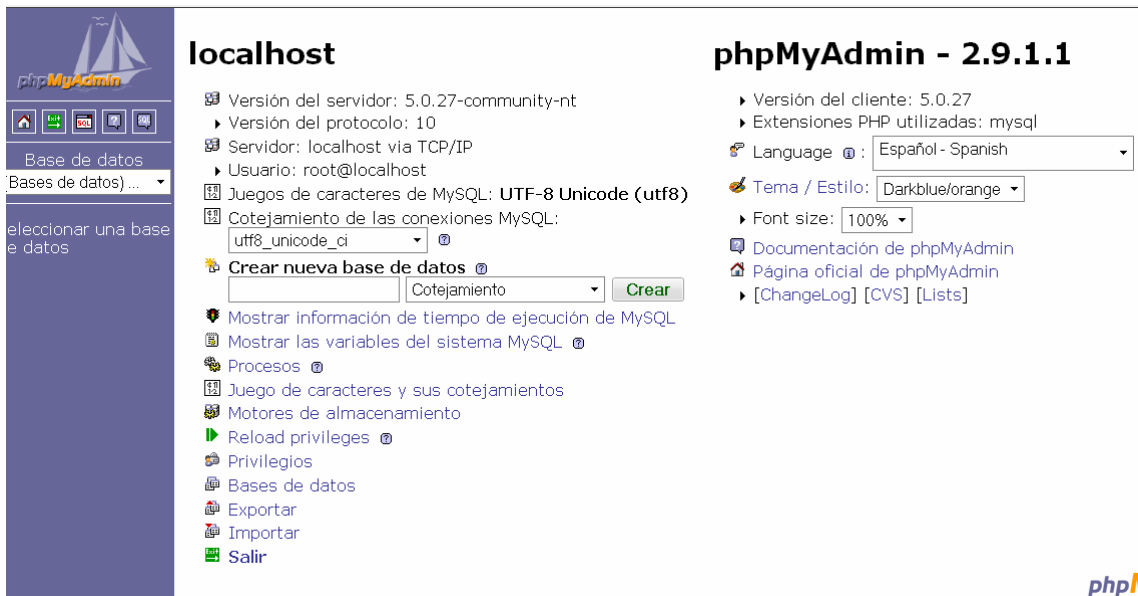 phpMyAdmin
Exit
SQL
SQL
Base de datos
(Bases de datos) ...
eleccionar una base
e datos
localhost
Versión del servidor: 5.0.27-community-nt
Versión del protocolo: 10
Servidor: localhost via TCP/IP
Usuario: root@localhost
Juegos de caracteres de MySQL: UTF-8 Unicode (utf8)
Cotejamiento de las conexiones MySQL:
utf8_unicode_ci
Crear nueva base de datos
Cotejamiento Crear
Mostrar información de tiempo de ejecución de MySQL
Mostrar las variables del sistema MySQL
Procesos
Juego de caracteres y sus cotejamientos
Motores de almacenamiento
Reload privileges
Privilegios
Bases de datos
Exportar
Importar
Salir
phpMyAdmin - 2.9.1.1
Versión del cliente: 5.0.27
Extensiones PHP utilizadas: mysql
Language : Español - Spanish
Tema / Estilo: Darkblue/orange
Font size: 100%
Documentación de phpMyAdmin
Página oficial de phpMyAdmin
[ChangeLog] [CVS] [Lists]
php